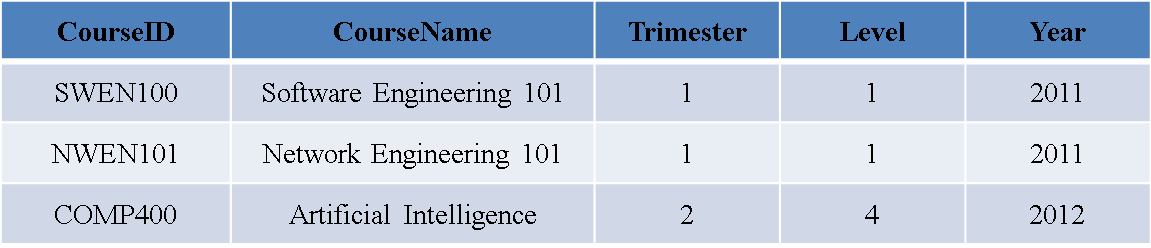 CourseID CourseName Trimester Level Year
SWEN100 Software Engineering 101 1 1 2011
NWEN101 Network Engineering 101 1 1 2011
COMP400 Artificial Intelligence 2 4 2012